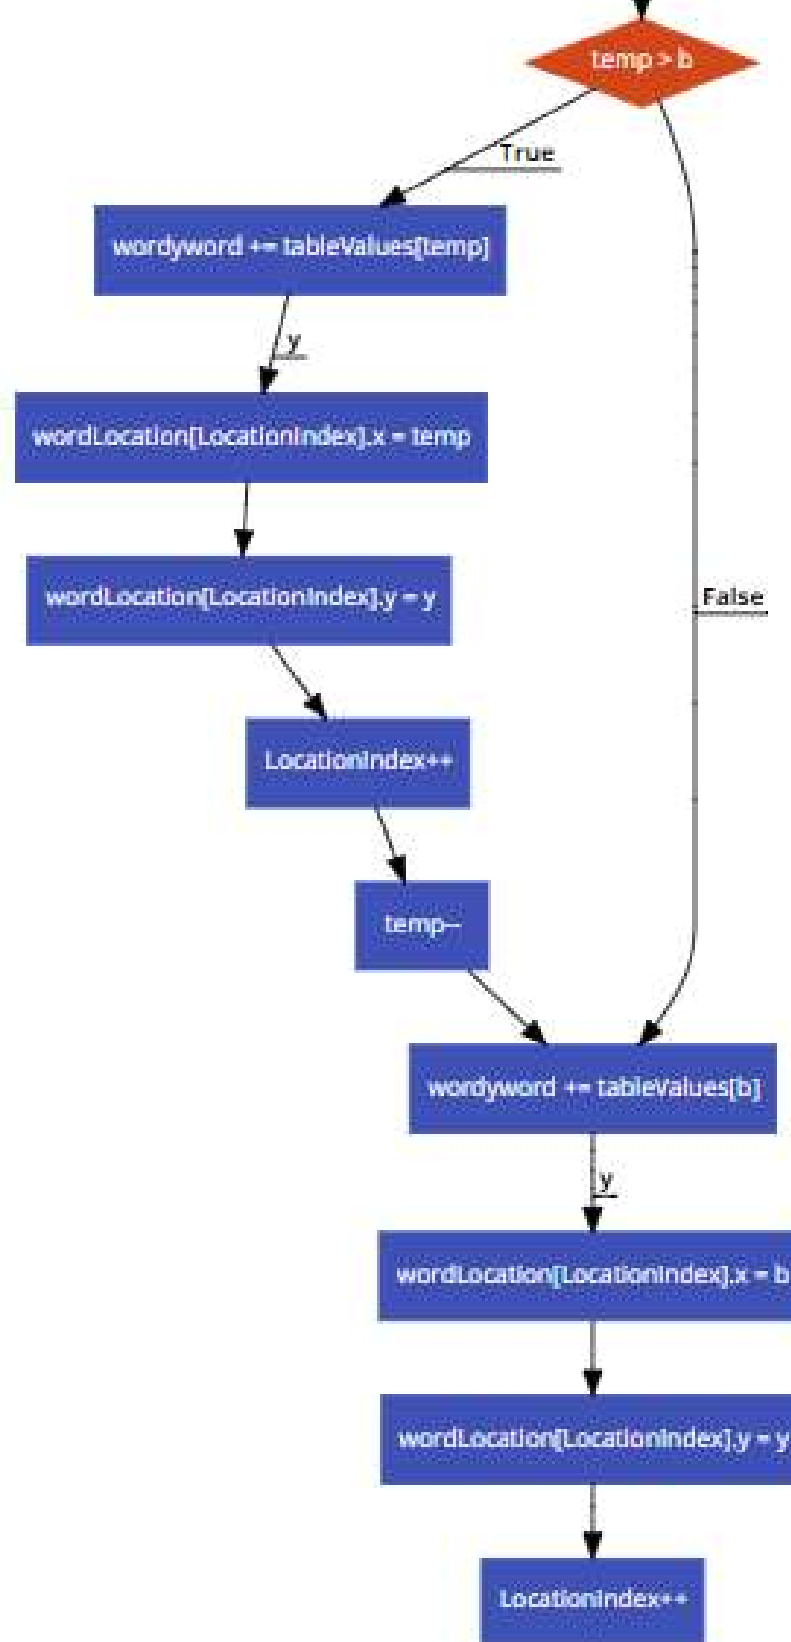 temp > b
True
wordyword += tableValues[temp]
y
wordLocation[LocationIndex].x = temp
wordLocation[LocationIndex].y = y
False
LocationIndex++
temp--
wordyword += tableValues[b]
y
wordLocation[LocationIndex].x = b
wordLocation[LocationIndex].y = y
LocationIndex++